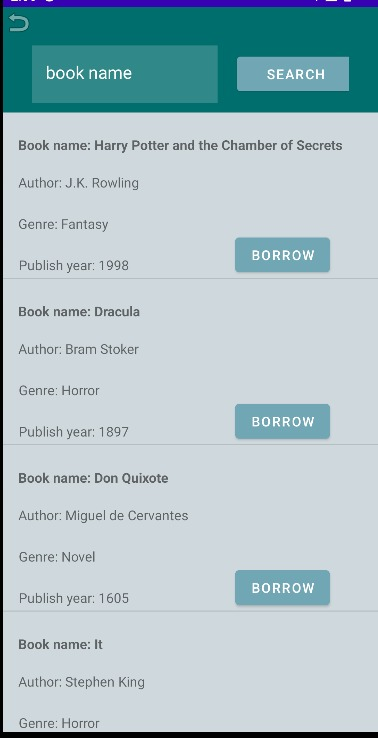 book name
SEARCH
Book name: Harry Potter and the Chamber of Secrets
Author: J.K. Rowling
Genre: Fantasy
Publish year: 1998
BORROW
Book name: Dracula
Author: Bram Stoker
Genre: Horror
Publish year: 1897
BORROW
Book name: Don Quixote
Author: Miguel de Cervantes
Genre: Novel
Publish year: 1605
BORROW
Book name: It
Author: Stephen King
Genre: Horror